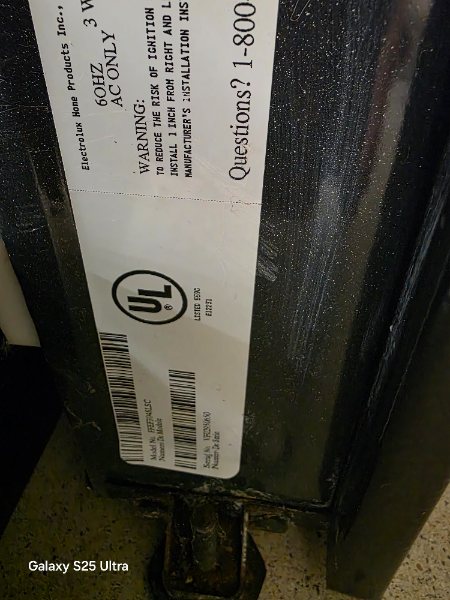 Electrolux Home Products Inc.,
60HZ
3 W
AC ONLY
WARNING:
TO REDUCE THE RISK OF IGNITION
INSTALL 1 INCH FROM RIGHT AND L
MANUFACTURER'S INSTALLATION INS
Questions? 1-800-
UL
®
LISTED
Model No.
Numero De Modele
Serial No.
Numero De Serie
Galaxy S25 Ultra